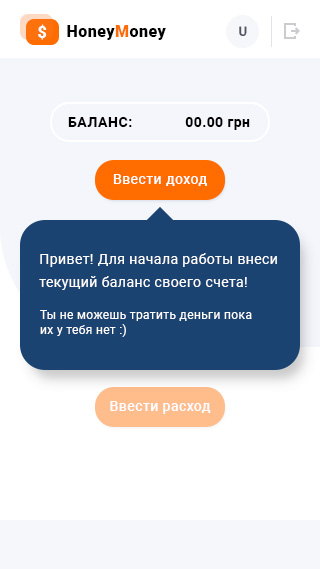 $ HoneyMoney
U
БАЛАНС: 00.00 грн
Ввести доход
Привет! Для начала работы внеси
текущий баланс своего счета!
Ты не можешь тратить деньги пока
их у тебя нет :)
Ввести расход